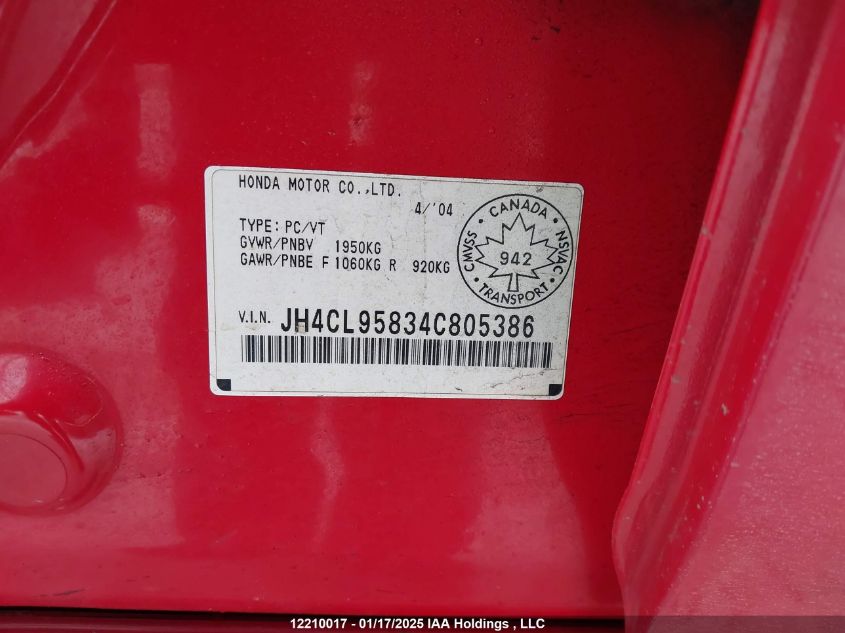 HONDA MOTOR CO.,LTD.
4/'04
TYPE: PC/VT
GVWR/PNBV 1950KG
GAWR/PNBE F 1060KG R 920KG
V.I.N. JH4CL95834C805386
· CANADA ·
CMVSS
942
NSVAC
· TRANSPORT ·
12210017 - 01/17/2025 IAA Holdings , LLC